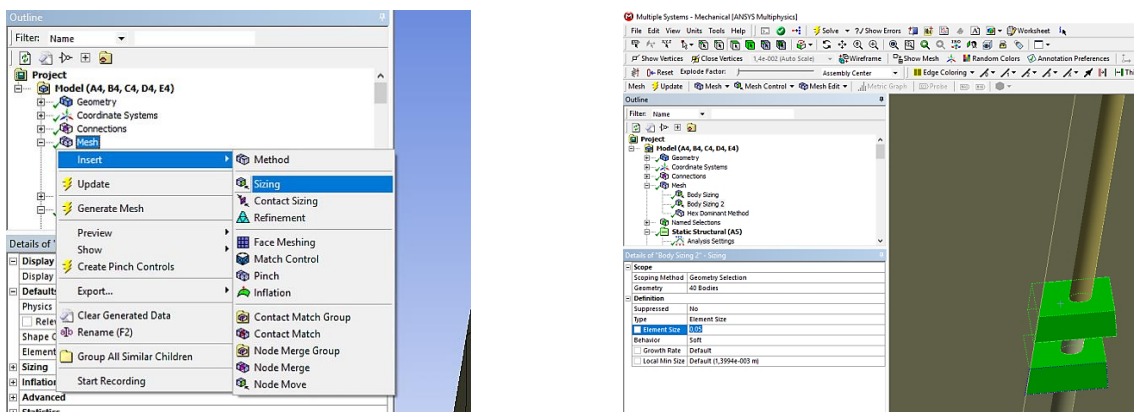 Outline
Filter: Name
Project
Model (A4, B4, C4, D4, E4)
Geometry
Coordinate Systems
Connections
Mesh
Insert
Method
Update
Sizing
Contact Sizing
Generate Mesh
Refinement
Preview
Face Meshing
Show
Match Control
Create Pinch Controls
Pinch
Export...
Inflation
Clear Generated Data
Contact Match Group
Rename (F2)
Contact Match
Group All Similar Children
Node Merge Group
Node Merge
Start Recording
Node Move
Details of "
Display
Display
Defaults
Physics
Rele
Shape C
Element
Sizing
Inflation
Advanced
Statistics
Multiple Systems - Mechanical [ANSYS Multiphysics]
File Edit View Units Tools Help Solve ?/ Show Errors Worksheet
Show Vertices Close Vertices 1,4e-002 (Auto Scale) Wireframe Show Mesh Random Colors Annotation Preferences
Reset Explode Factor: Assembly Center Edge Coloring Thi
Mesh Update Mesh Mesh Control Mesh Edit Metric Graph Probe
Outline
Filter: Name
Project
Model (A4, B4, C4, D4, E4)
Geometry
Coordinate Systems
Connections
Mesh
Body Sizing
Body Sizing 2
Hex Dominant Method
Named Selections
Static Structural (A5)
Analysis Settings
Details of "Body Sizing 2" - Sizing
Scope
Scoping Method Geometry Selection
Geometry 40 Bodies
Definition
Suppressed No
Type Element Size
Element Size 0,05
Behavior Soft
Growth Rate Default
Local Min Size Default (1,3994e-003 m)